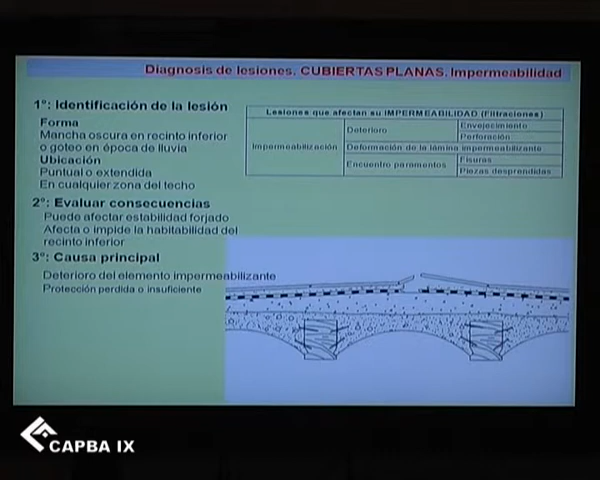 Diagnosis de lesiones. CUBIERTAS PLANAS. Impermeabilidad
1º: Identificación de la lesión
Forma
Mancha oscura en recinto inferior
o goteo en época de lluvia
Ubicación
Puntual o extendida
En cualquier zona del techo
2º: Evaluar consecuencias
Puede afectar estabilidad forjado
Afecta o impide la habitabilidad del
recinto inferior
3º: Causa principal
Deterioro del elemento impermeabilizante
Protección perdida o insuficiente
Lesiones que afectan su IMPERMEABILIDAD (Filtraciones)
Impermeabilización
Deterioro
Envejecimiento
Perforación
Deformación de la lámina impermeabilizante
Encuentro paramentos
Fisuras
Piezas desprendidas
CAPBA IX